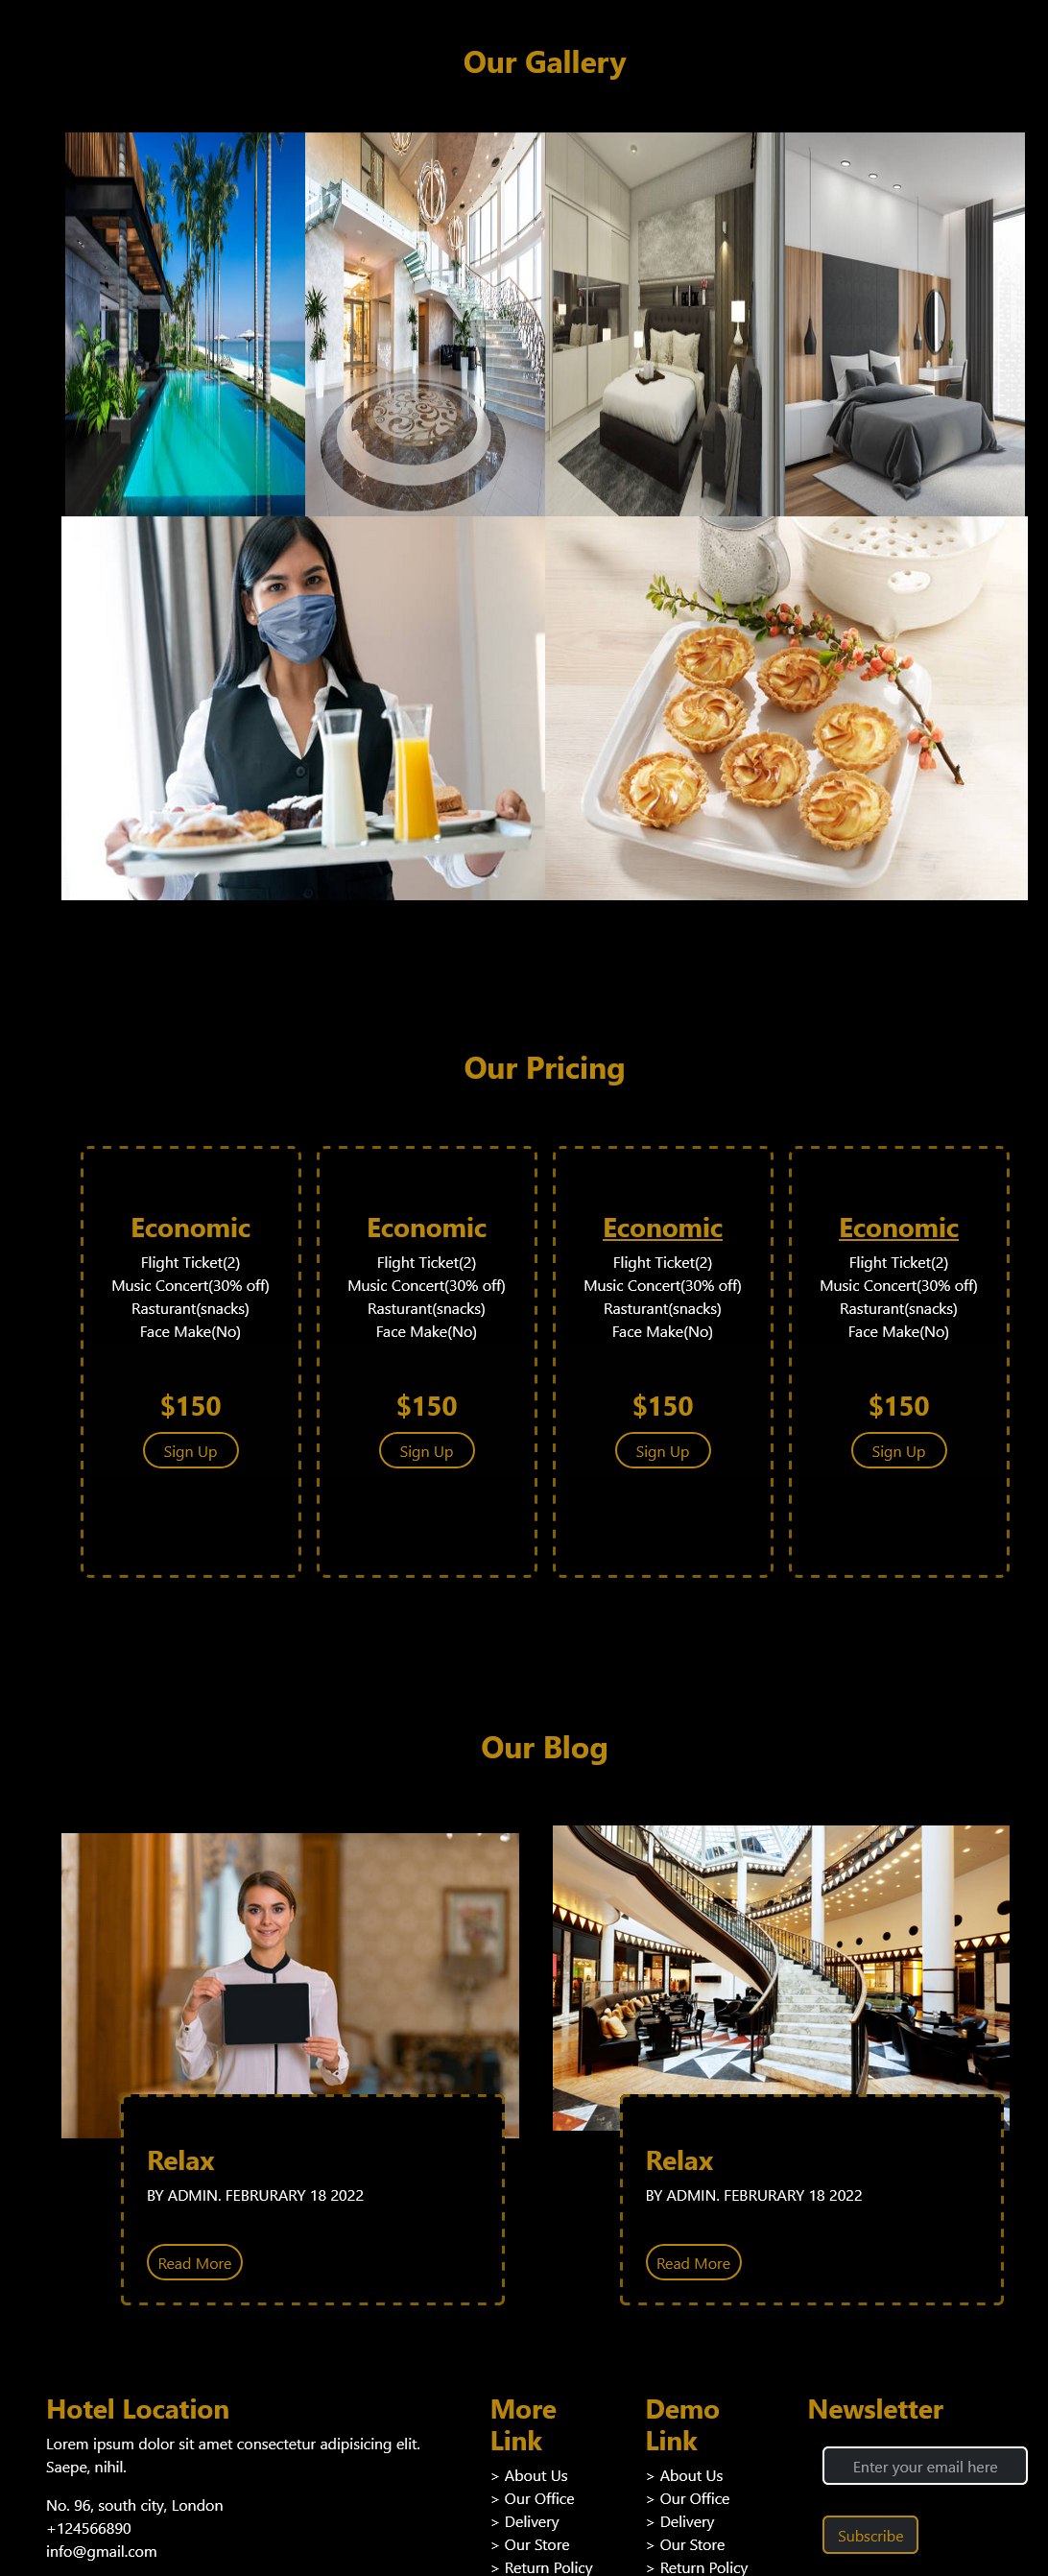 Our Gallery
Our Pricing
Economic
Flight Ticket(2)
Music Concert(30% off)
Rasturant(snacks)
Face Make(No)
$150
Sign Up
Economic
Flight Ticket(2)
Music Concert(30% off)
Rasturant(snacks)
Face Make(No)
$150
Sign Up
Economic
Flight Ticket(2)
Music Concert(30% off)
Rasturant(snacks)
Face Make(No)
$150
Sign Up
Economic
Flight Ticket(2)
Music Concert(30% off)
Rasturant(snacks)
Face Make(No)
$150
Sign Up
Our Blog
Relax
BY ADMIN. FEBRURARY 18 2022
Read More
Relax
BY ADMIN. FEBRURARY 18 2022
Read More
Hotel Location
Lorem ipsum dolor sit amet consectetur adipisicing elit.
Saepe, nihil.
No. 96, south city, London
+124566890
info@gmail.com
More
Link
> About Us
> Our Office
> Delivery
> Our Store
> Return Policy
Demo
Link
> About Us
> Our Office
> Delivery
> Our Store
> Return Policy
Newsletter
Enter your email here
Subscribe